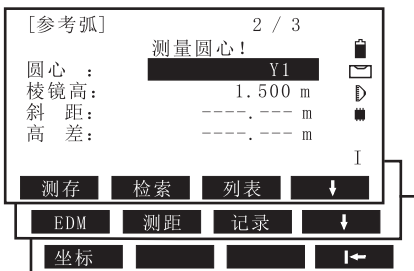 [参考弧] 2 / 3
测量圆心!
圆心 : Y1
棱镜高: 1.500 m
斜 距: ----.--- m
高 差: ----.--- m
I
测存 检索 列表 ↓
EDM 测距 记录 ↓
坐标 I←